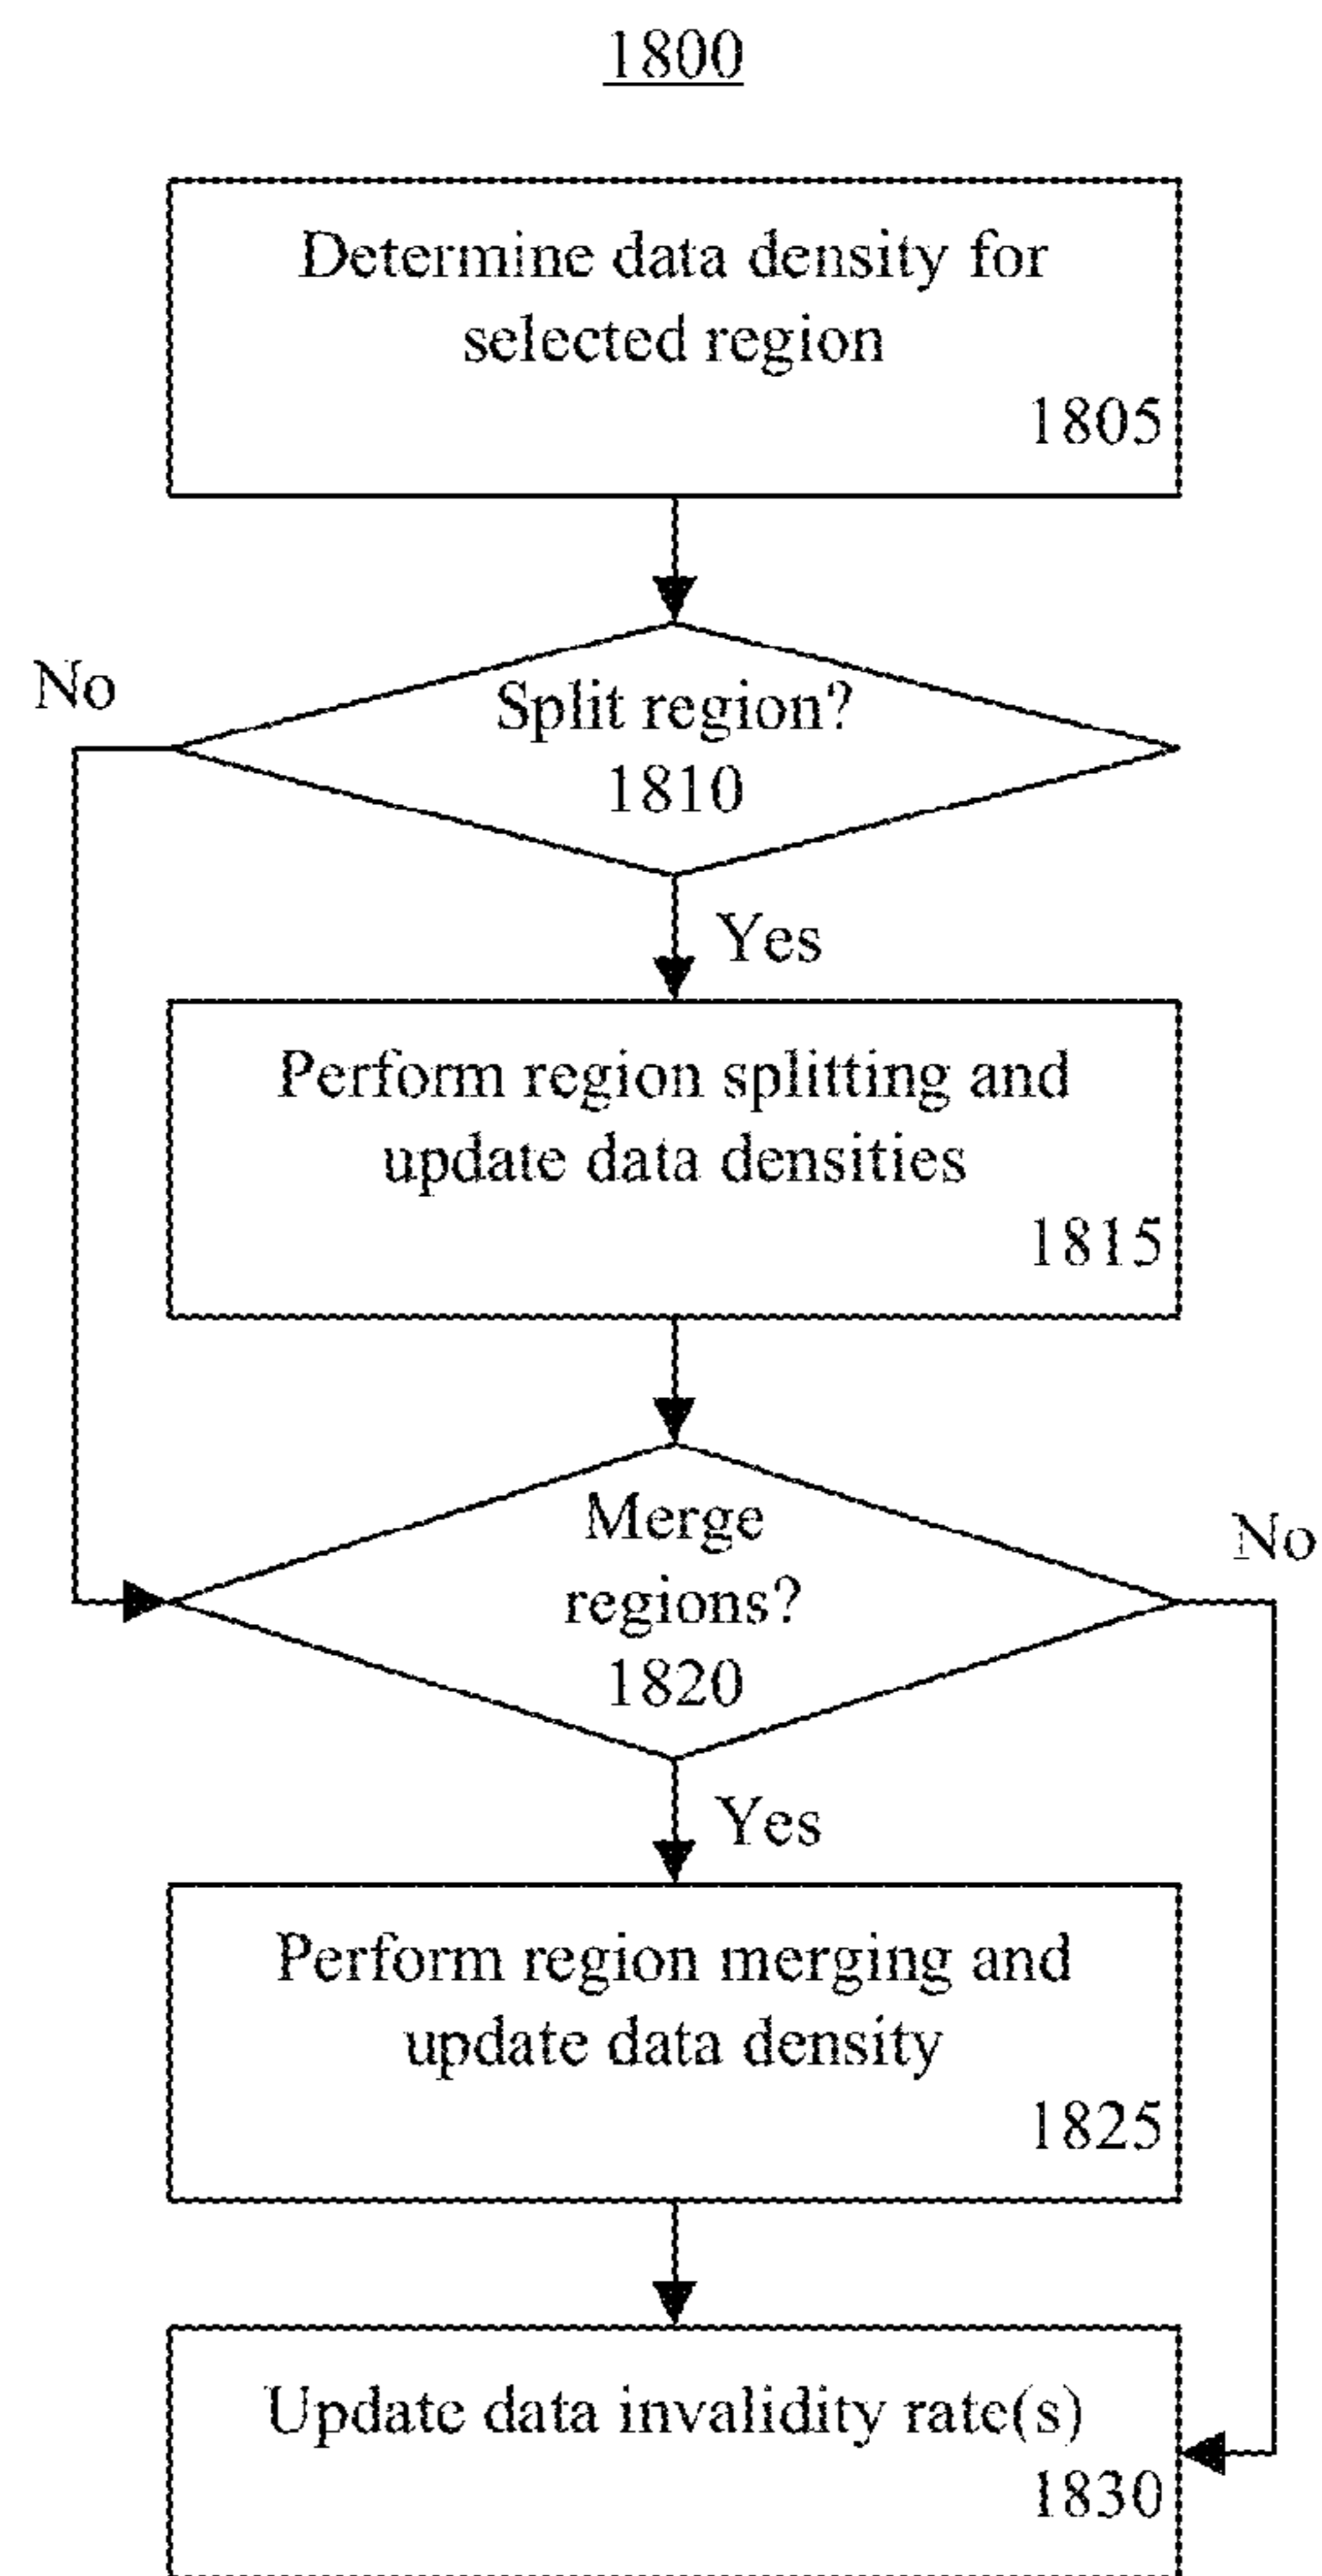 1800
Determine data density for
selected region
1805
No
Split region?
1810
Yes
Perform region splitting and
update data densities
1815
Merge
No
regions?
1820
Yes
Perform region merging and
update data density
1825
Update data invalidity rate(s)
1830